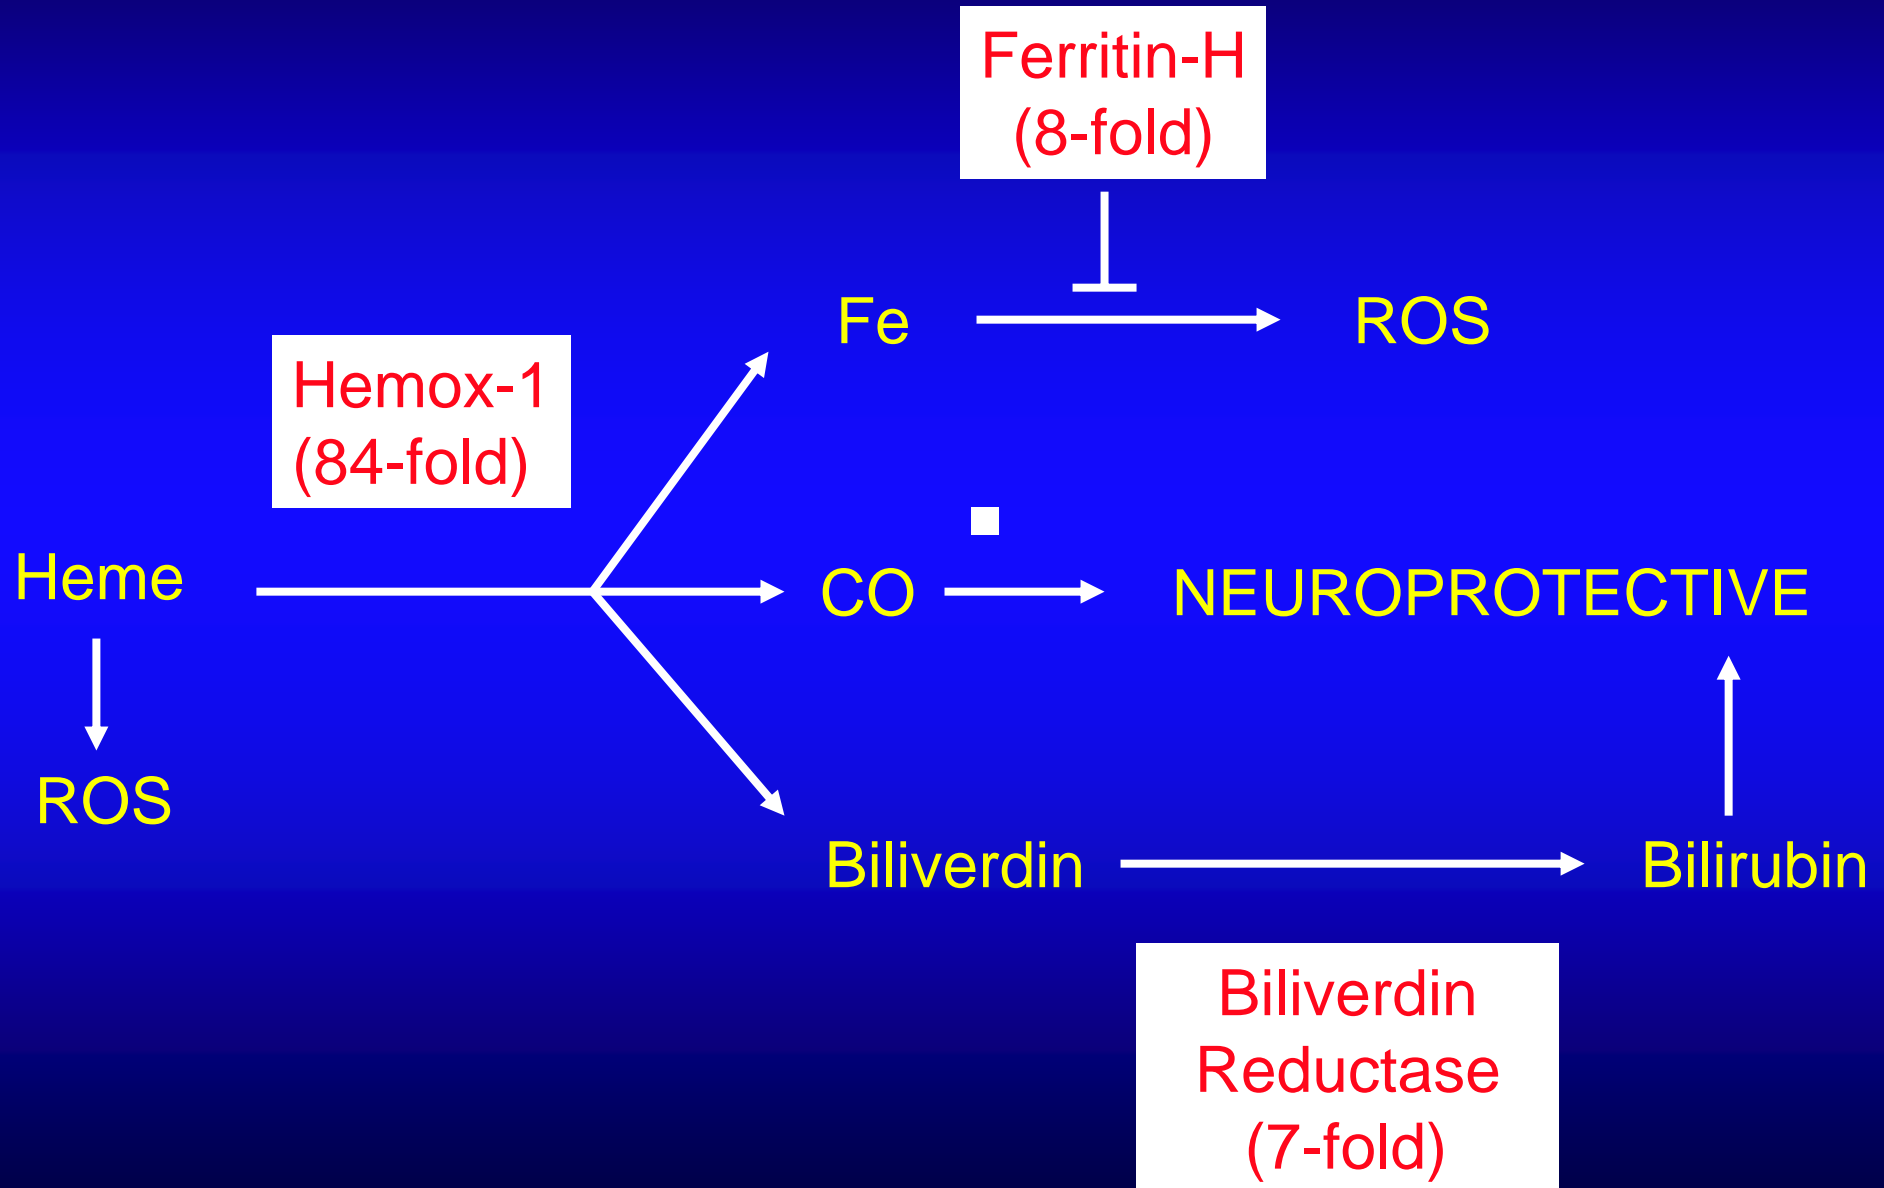 Ferritin-H
(8-fold)
Fe
ROS
Hemox-1
(84-fold)
Heme
CO
NEUROPROTECTIVE
ROS
Biliverdin
Bilirubin
Biliverdin
Reductase
(7-fold)